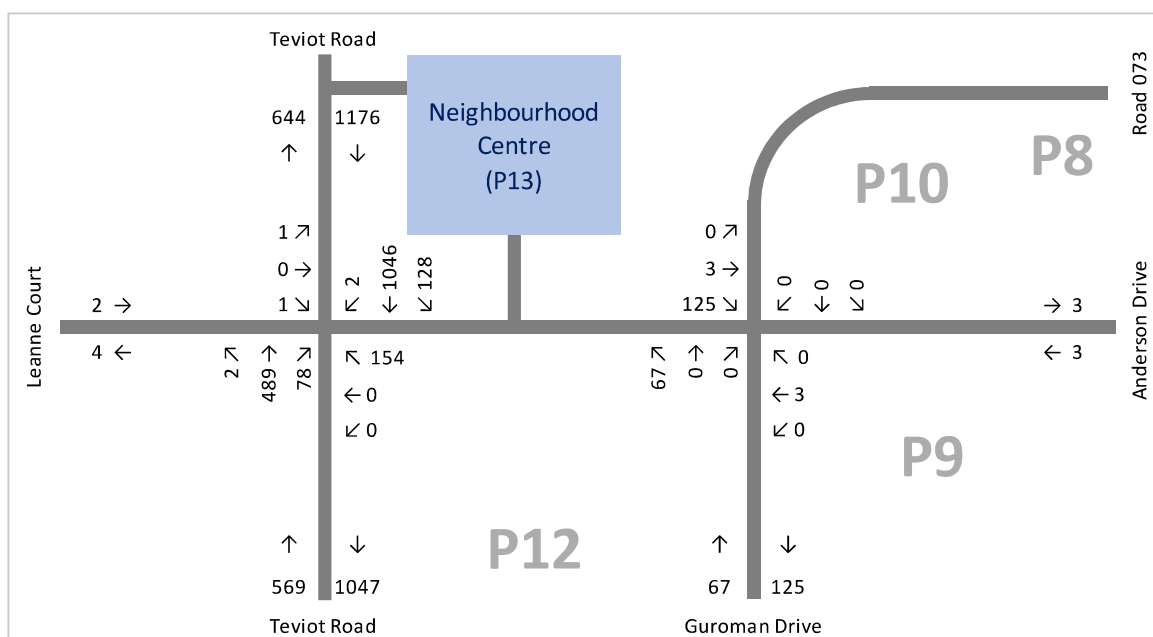 Teviot Road
Neighbourhood
Centre
(P13)
Road 073
644 ↑
1176 ↓
P8
P10
1 ↗
0 →
1 ↘
2 ↙
1046 ←
128 ↙
0 ↗
3 →
125 ↘
0 ↖
0 ↓
0 ↙
Leanne Court
2 →
4 ←
→ 3
← 3
Anderson Drive
2 ↗
489 →
78 ↗
↖ 154
← 0
↙ 0
67 ↗
0 →
0 ↗
↖ 0
← 3
↙ 0
P9
P12
↑ 569
↓ 1047
↑ 67
↓ 125
Teviot Road
Guroman Drive